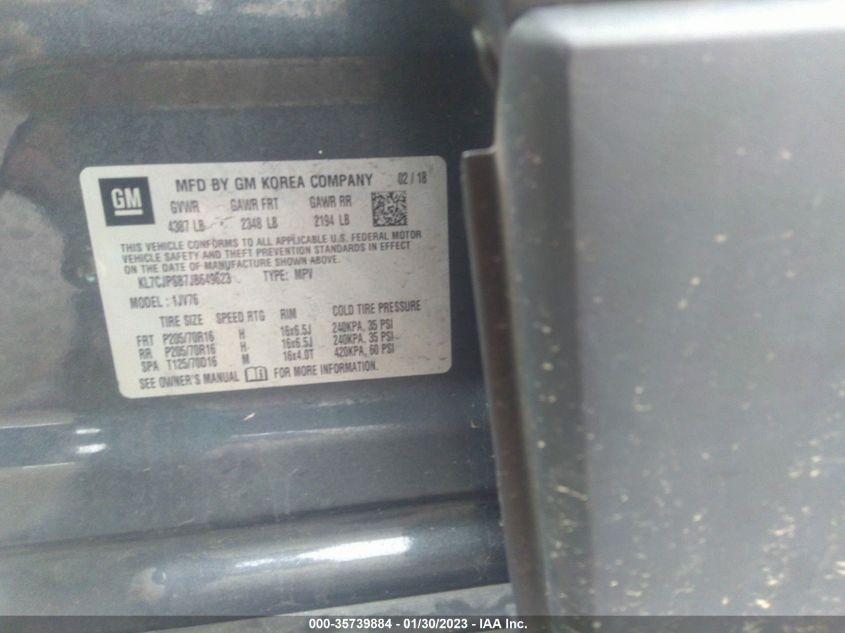 GM MFD BY GM KOREA COMPANY 02 / 18
GVWR GAWR FRT GAWR RR
4387 LB 2348 LB 2194 LB
THIS VEHICLE CONFORMS TO ALL APPLICABLE U.S. FEDERAL MOTOR
VEHICLE SAFETY AND THEFT PREVENTION STANDARDS IN EFFECT
ON THE DATE OF MANUFACTURE SHOWN ABOVE.
KL7CJPSB7JB649623 TYPE: MPV
MODEL: 1JV76
TIRE SIZE SPEED RTG RIM COLD TIRE PRESSURE
FRT P205/70R16 H 16x6.5J 240KPA, 35 PSI
RR P205/70R16 H 16x6.5J 240KPA, 35 PSI
SPA T125/70D16 M 16x4.0T 420KPA, 60 PSI
SEE OWNER'S MANUAL FOR MORE INFORMATION.
000-35739884 - 01/30/2023 - IAA Inc.